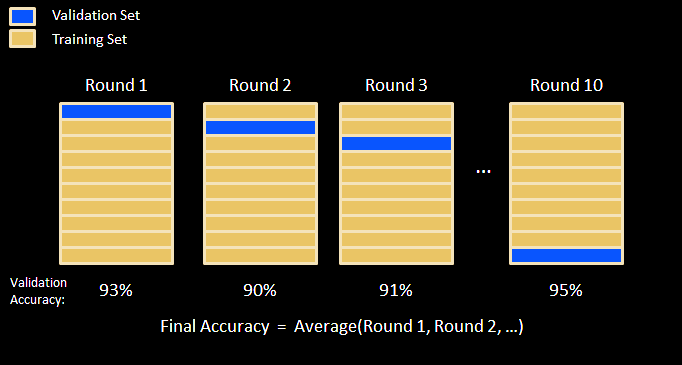 Validation Set
Training Set
Round 1 Round 2 Round 3 Round 10
...
Validation
Accuracy: 93% 90% 91% 95%
Final Accuracy = Average(Round 1, Round 2, ...)